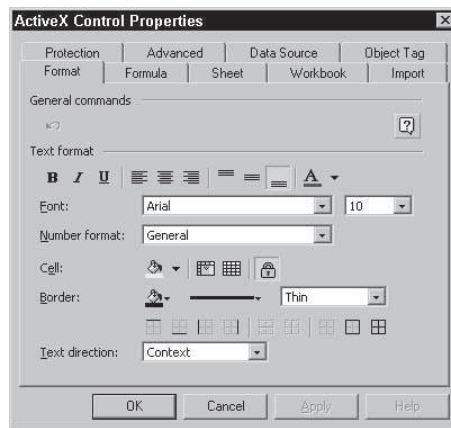 ActiveX Control Properties
Protection Advanced Data Source Object Tag
Format Formula Sheet Workbook Import
General commands
Text format
B I U A
Font: Arial 10
Number format: General
Cell:
Border: Thin
Text direction: Context
OK Cancel Apply Help